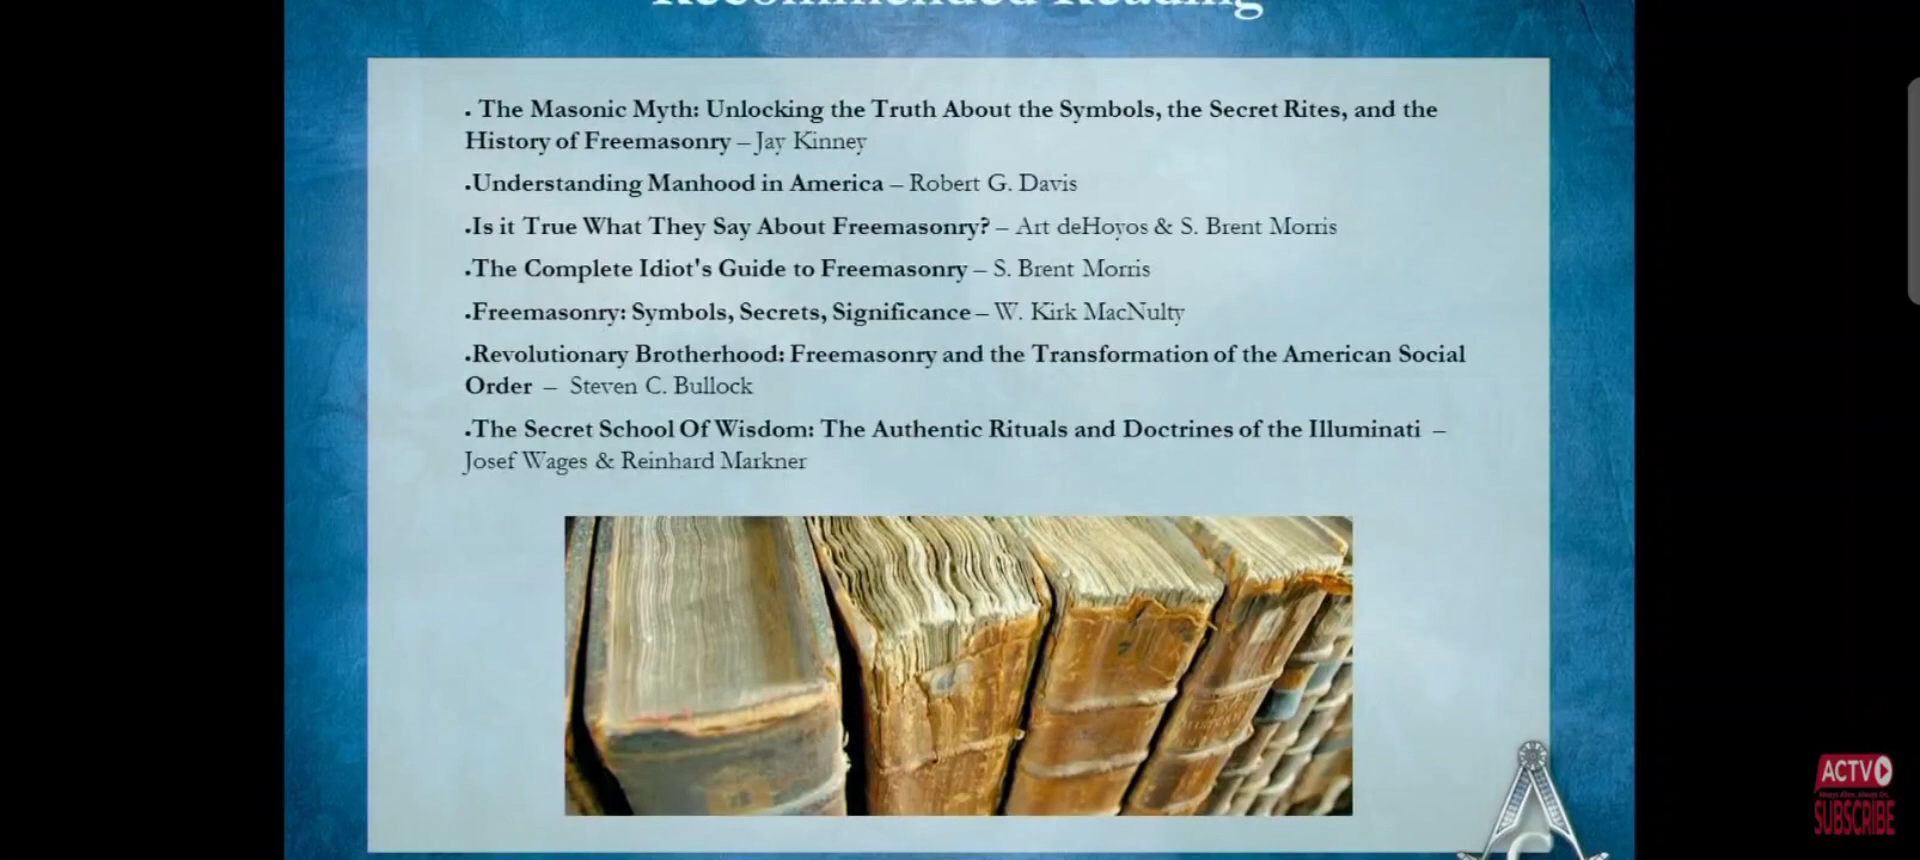 Recommended Reading
. The Masonic Myth: Unlocking the Truth About the Symbols, the Secret Rites, and the
History of Freemasonry – Jay Kinney
.Understanding Manhood in America – Robert G. Davis
.Is it True What They Say About Freemasonry? – Art deHoyos & S. Brent Morris
.The Complete Idiot's Guide to Freemasonry – S. Brent Morris
.Freemasonry: Symbols, Secrets, Significance – W. Kirk MacNulty
.Revolutionary Brotherhood: Freemasonry and the Transformation of the American Social
Order – Steven C. Bullock
.The Secret School Of Wisdom: The Authentic Rituals and Doctrines of the Illuminati –
Josef Wages & Reinhard Markner
ACTV
SUBSCRIBE